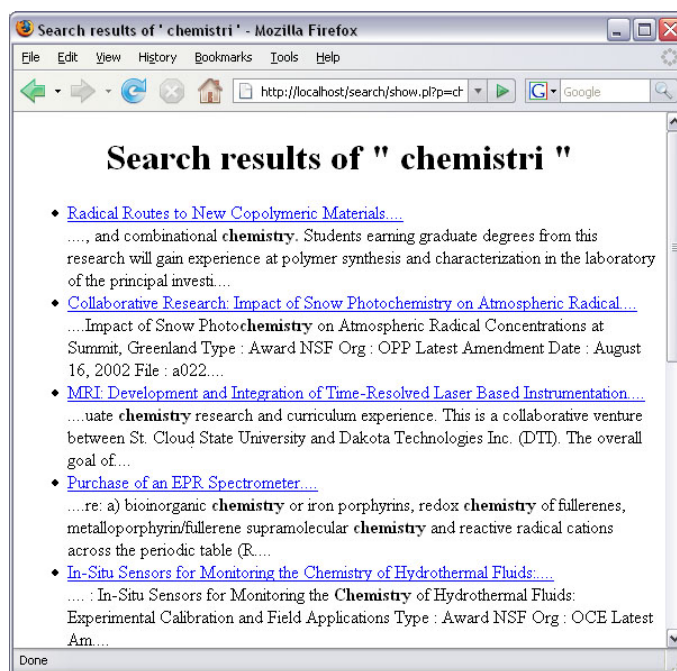 Search results of ' chemistri ' - Mozilla Firefox
File Edit View History Bookmarks Tools Help
http://localhost/search/show.pl?p=ch G Google
Search results of " chemistri "
Radical Routes to New Copolymeric Materials....
...., and combinational chemistry. Students earning graduate degrees from this
research will gain experience at polymer synthesis and characterization in the laboratory
of the principal investi....
Collaborative Research: Impact of Snow Photochemistry on Atmospheric Radical....
....Impact of Snow Photochemistry on Atmospheric Radical Concentrations at
Summit, Greenland Type : Award NSF Org : OPP Latest Amendment Date : August
16, 2002 File : a022....
MRI: Development and Integration of Time-Resolved Laser Based Instrumentation....
....uate chemistry research and curriculum experience. This is a collaborative venture
between St. Cloud State University and Dakota Technologies Inc. (DTI). The overall
goal of....
Purchase of an EPR Spectrometer....
....re: a) bioinorganic chemistry or iron porphyrins, redox chemistry of fullerenes,
metalloporphyrin/fullerene supramolecular chemistry and reactive radical cations
across the periodic table (R....
In-Situ Sensors for Monitoring the Chemistry of Hydrothermal Fluids:....
.... : In-Situ Sensors for Monitoring the Chemistry of Hydrothermal Fluids:
Experimental Calibration and Field Applications Type : Award NSF Org : OCE Latest
Am....
Done